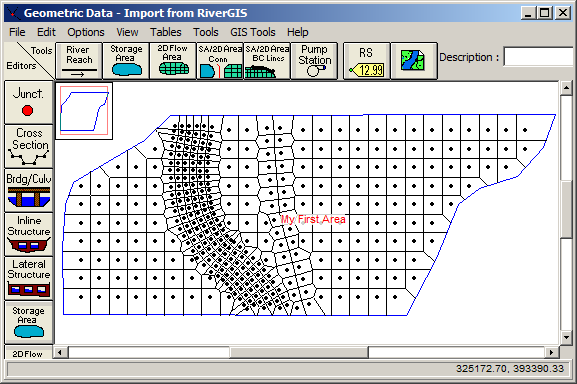 Geometric Data - Import from RiverGIS
File Edit Options View Tables Tools GIS Tools Help
Tools
Editors
River
Reach
Storage
Area
2D Flow
Area
SA/2D Area
Conn
SA/2D Area
BC Lines
Pump
Station
RS
12.99
Description :
Junct.
Cross
Section
Brdg/Culv
Inline
Structure
Lateral
Structure
Storage
Area
2D Flow
My First Area
325172.70, 393390.33